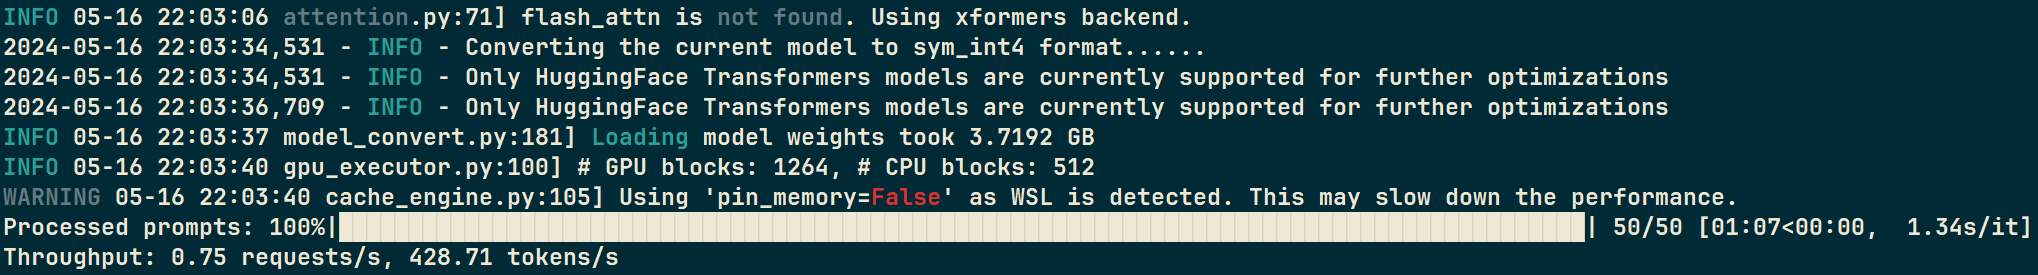 INFO 05-16 22:03:06 attention.py:71] flash_attn is not found. Using xformers backend.
2024-05-16 22:03:34,531 - INFO - Converting the current model to sym_int4 format......
2024-05-16 22:03:34,531 - INFO - Only HuggingFace Transformers models are currently supported for further optimizations
2024-05-16 22:03:36,709 - INFO - Only HuggingFace Transformers models are currently supported for further optimizations
INFO 05-16 22:03:37 model_convert.py:181] Loading model weights took 3.7192 GB
INFO 05-16 22:03:40 gpu_executor.py:100] # GPU blocks: 1264, # CPU blocks: 512
WARNING 05-16 22:03:40 cache_engine.py:105] Using 'pin_memory=False' as WSL is detected. This may slow down the performance.
Processed prompts: 100%|██████████| 50/50 [01:07<00:00,  1.34s/it]
Throughput: 0.75 requests/s, 428.71 tokens/s